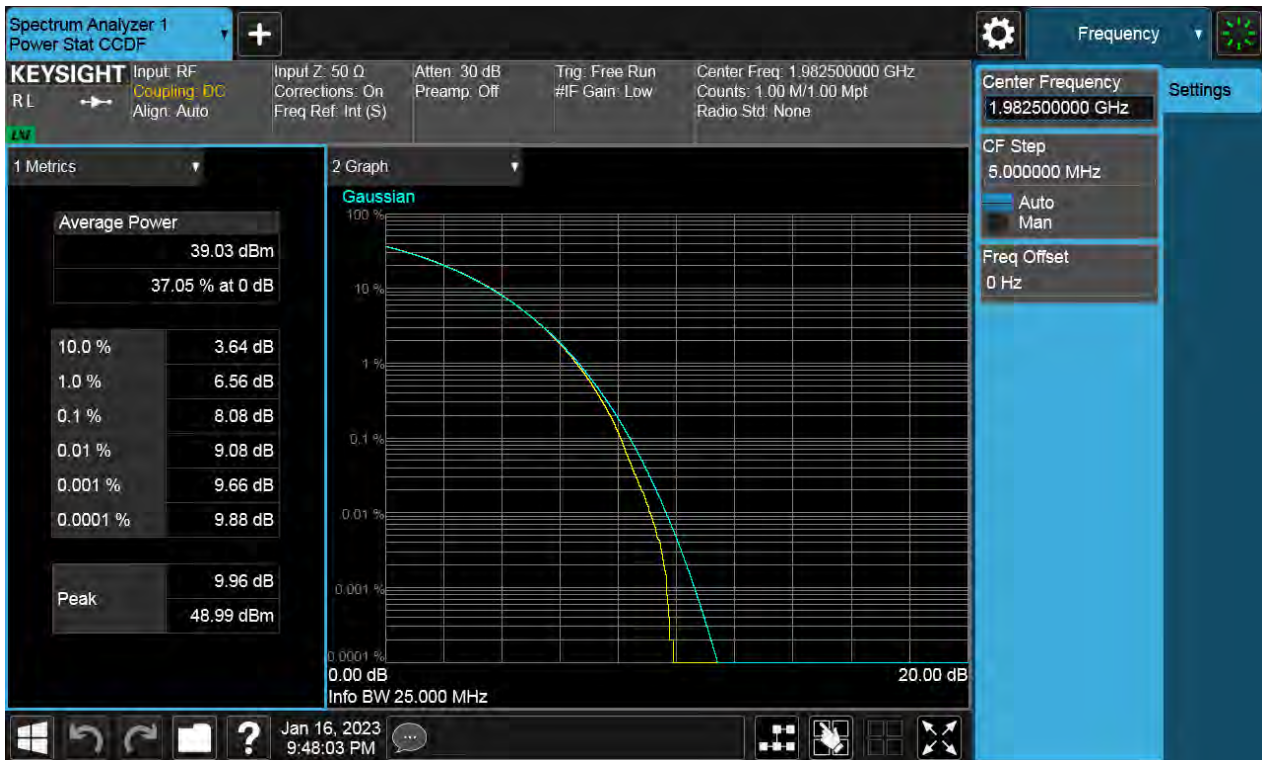 Spectrum Analyzer 1
Power Stat CCDF
Frequency
KEYSIGHT
RL
LXI
Input: RF
Coupling: DC
Align: Auto
Input Z: 50 Ω
Corrections: On
Freq Ref: Int (S)
Atten: 30 dB
Preamp: Off
Trig: Free Run
#IF Gain: Low
Center Freq: 1.982500000 GHz
Counts: 1.00 M/1.00 Mpt
Radio Std: None
Center Frequency
1.982500000 GHz
Settings
CF Step
5.000000 MHz
Auto
Man
Freq Offset
0 Hz
1 Metrics
Average Power
39.03 dBm
37.05 % at 0 dB
10.0 % 3.64 dB
1.0 % 6.56 dB
0.1 % 8.08 dB
0.01 % 9.08 dB
0.001 % 9.66 dB
0.0001 % 9.88 dB
Peak
9.96 dB
48.99 dBm
2 Graph
Gaussian
100 %
10 %
1 %
0.1 %
0.01 %
0.001 %
0.0001 %
0.00 dB 20.00 dB
Info BW 25.000 MHz
Jan 16, 2023
9:48:03 PM